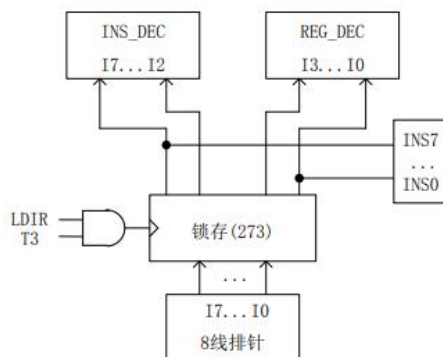 INS_DEC
I7...I2
REG_DEC
I3...I0
INS7
...
INS0
LDIR
T3
锁存(273)
...
I7...I0
8线排针